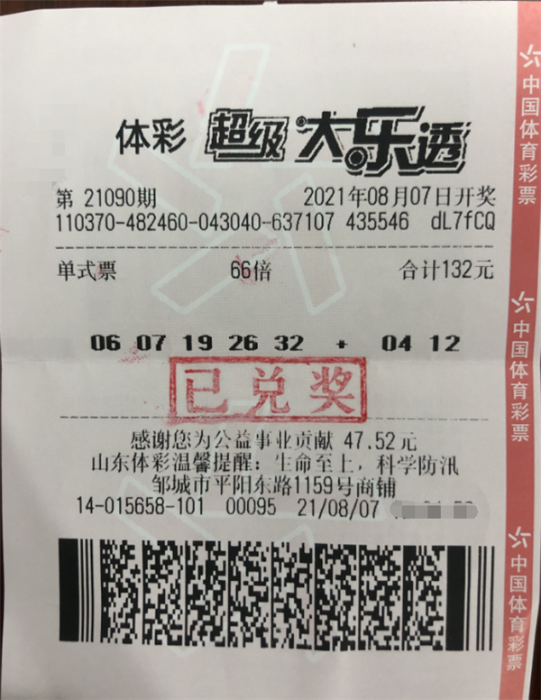 体彩 超级大乐透
第 21090期 2021年08月07日开奖
110370-482460-043040-637107 435546 dL7fCQ
单式票 66倍 合计132元
06 07 19 26 32 + 04 12
已兑奖
感谢您为公益事业贡献 47.52元
山东体彩温馨提醒：生命至上，科学防汛
邹城市平阳东路1159号商铺
14-015658-101 00095 21/08/07
中国体育彩票
中国体育彩票
中国体育彩票